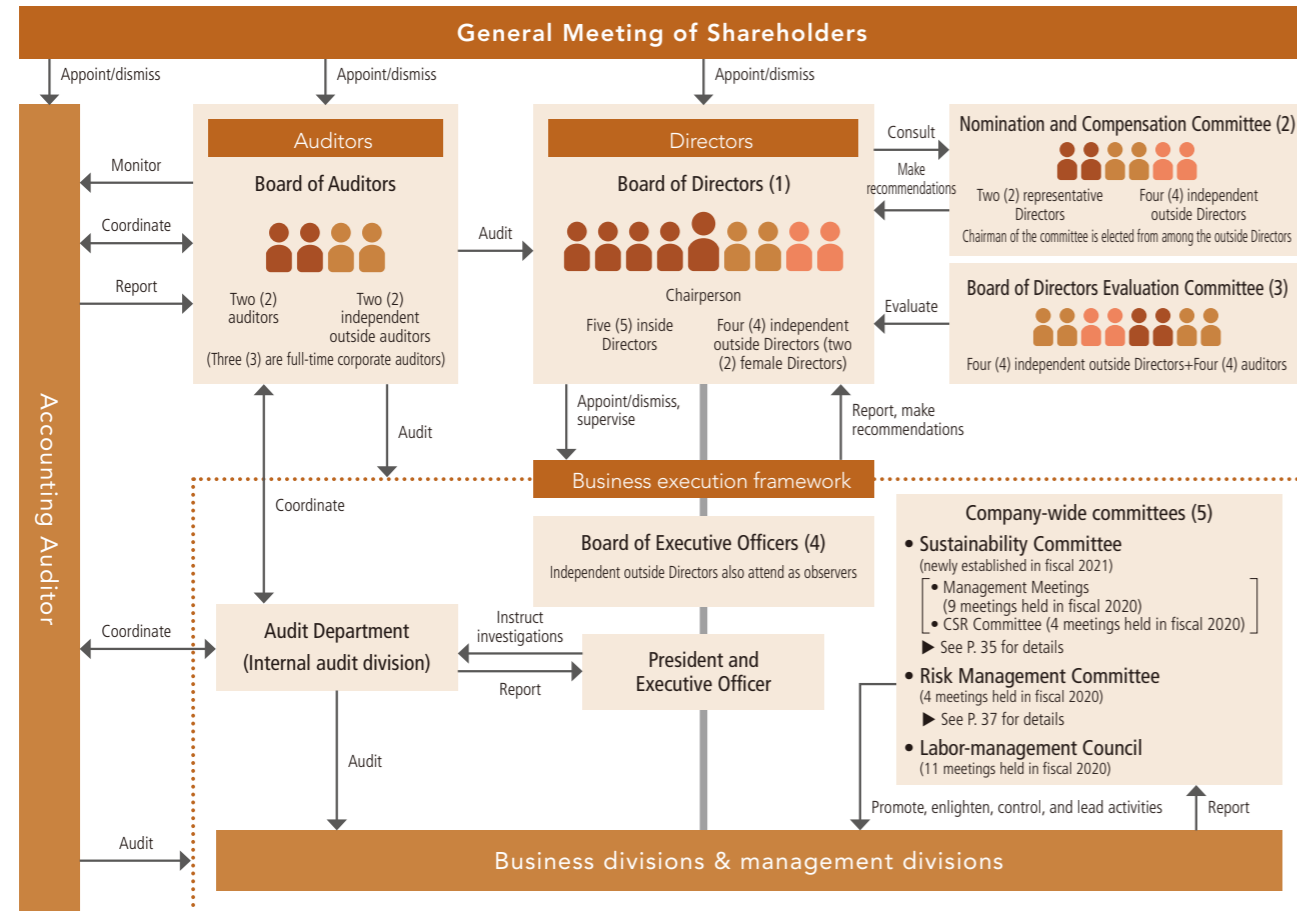 General Meeting of Shareholders
Appoint/dismiss
Appoint/dismiss
Appoint/dismiss
Accounting Auditor
Monitor
Coordinate
Report
Auditors
Board of Auditors
Two (2)
auditors
Two (2)
independent
outside auditors
(Three (3) are full-time corporate auditors)
Audit
Directors
Board of Directors (1)
Chairperson
Five (5) inside
Directors
Four (4) independent
outside Directors (two
(2) female Directors)
Consult
Make
recommendations
Nomination and Compensation Committee (2)
Two (2) representative
Directors
Four (4) independent
outside Directors
Chairman of the committee is elected from among the outside Directors
Evaluate
Board of Directors Evaluation Committee (3)
Four (4) independent outside Directors+Four (4) auditors
Audit
Coordinate
Appoint/dismiss,
supervise
Report, make
recommendations
Business execution framework
Board of Executive Officers (4)
Independent outside Directors also attend as observers
Company-wide committees (5)
• Sustainability Committee
(newly established in fiscal 2021)
• Management Meetings
(9 meetings held in fiscal 2020)
• CSR Committee (4 meetings held in fiscal 2020)
▶ See P. 35 for details
• Risk Management Committee
(4 meetings held in fiscal 2020)
▶ See P. 37 for details
• Labor-management Council
(11 meetings held in fiscal 2020)
Coordinate
Audit Department
(Internal audit division)
Instruct
investigations
Report
President and
Executive Officer
Audit
Promote, enlighten, control, and lead activities
Report
Audit
Business divisions & management divisions